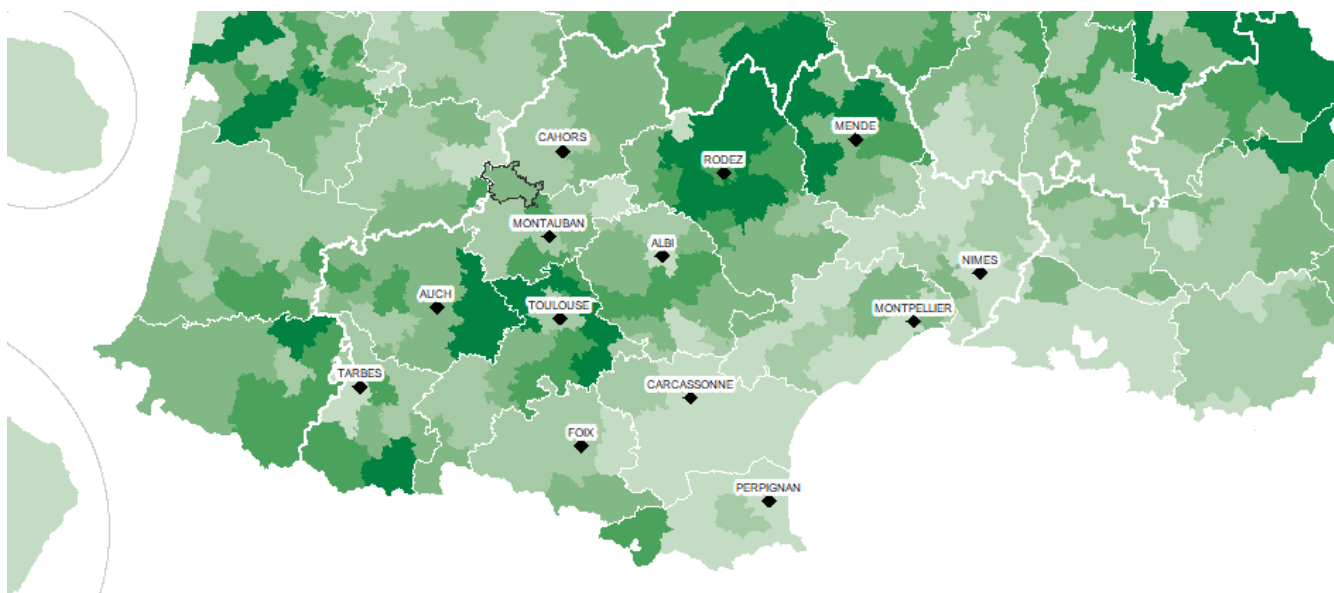 CAHORS
MENDE
RODEZ
MONTAUBAN
ALBI
NIMES
AUCH
TOULOUSE
MONTPELLIER
TARBES
CARCASSONNE
FOIX
PERPIGNAN